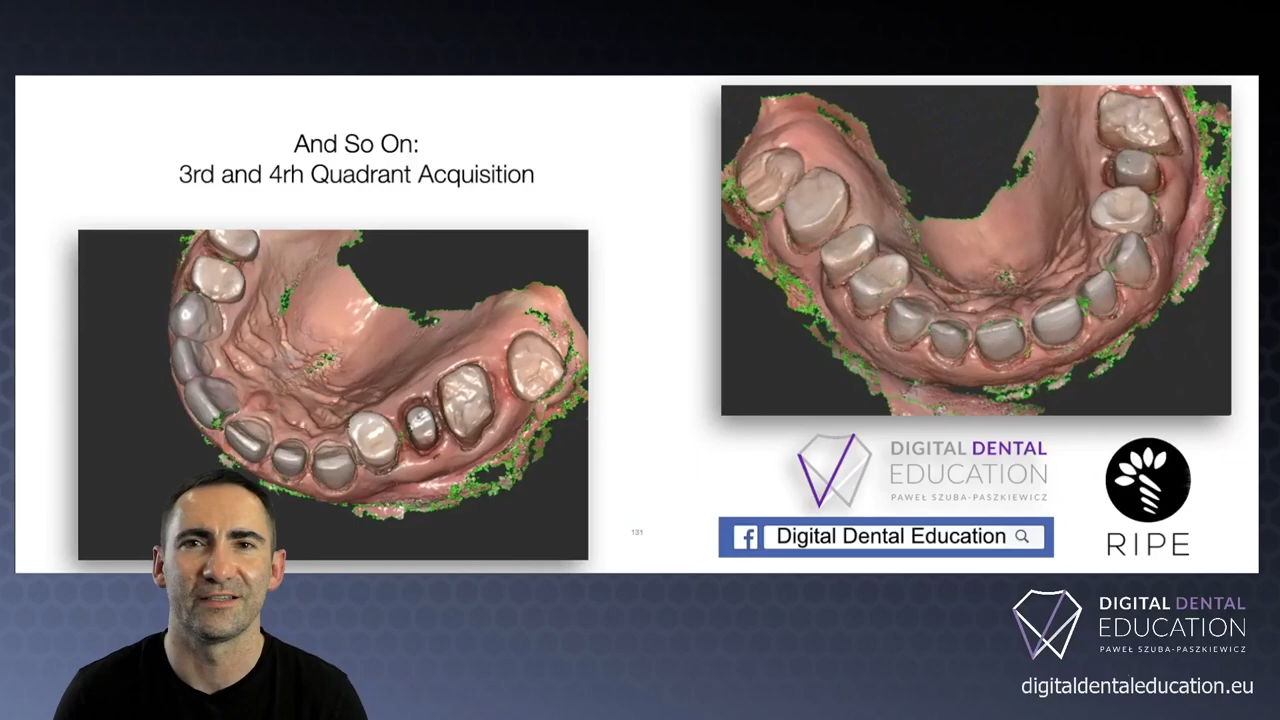 And So On:
3rd and 4rh Quadrant Acquisition
DIGITAL DENTAL
EDUCATION
PAWEŁ SZUBA-PASZKIEWICZ
131
f Digital Dental Education
RIPE
DIGITAL DENTAL
EDUCATION
PAWEŁ SZUBA-PASZKIEWICZ
digitaldentaleducation.eu